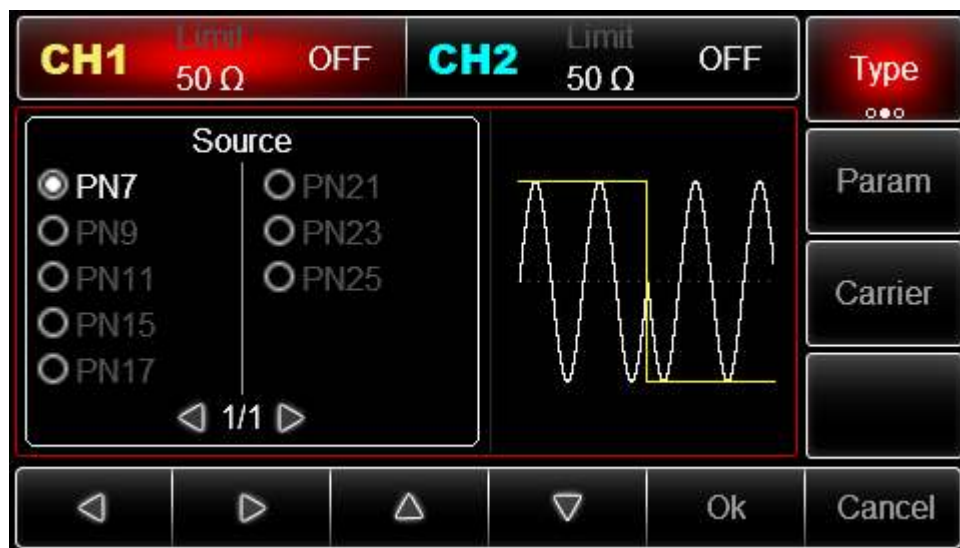 CH1 Limit 50 Ω OFF
CH2 Limit 50 Ω OFF
Type
Source
PN7 PN21
PN9 PN23
PN11 PN25
PN15
PN17
1/1
Param
Carrier
Ok Cancel